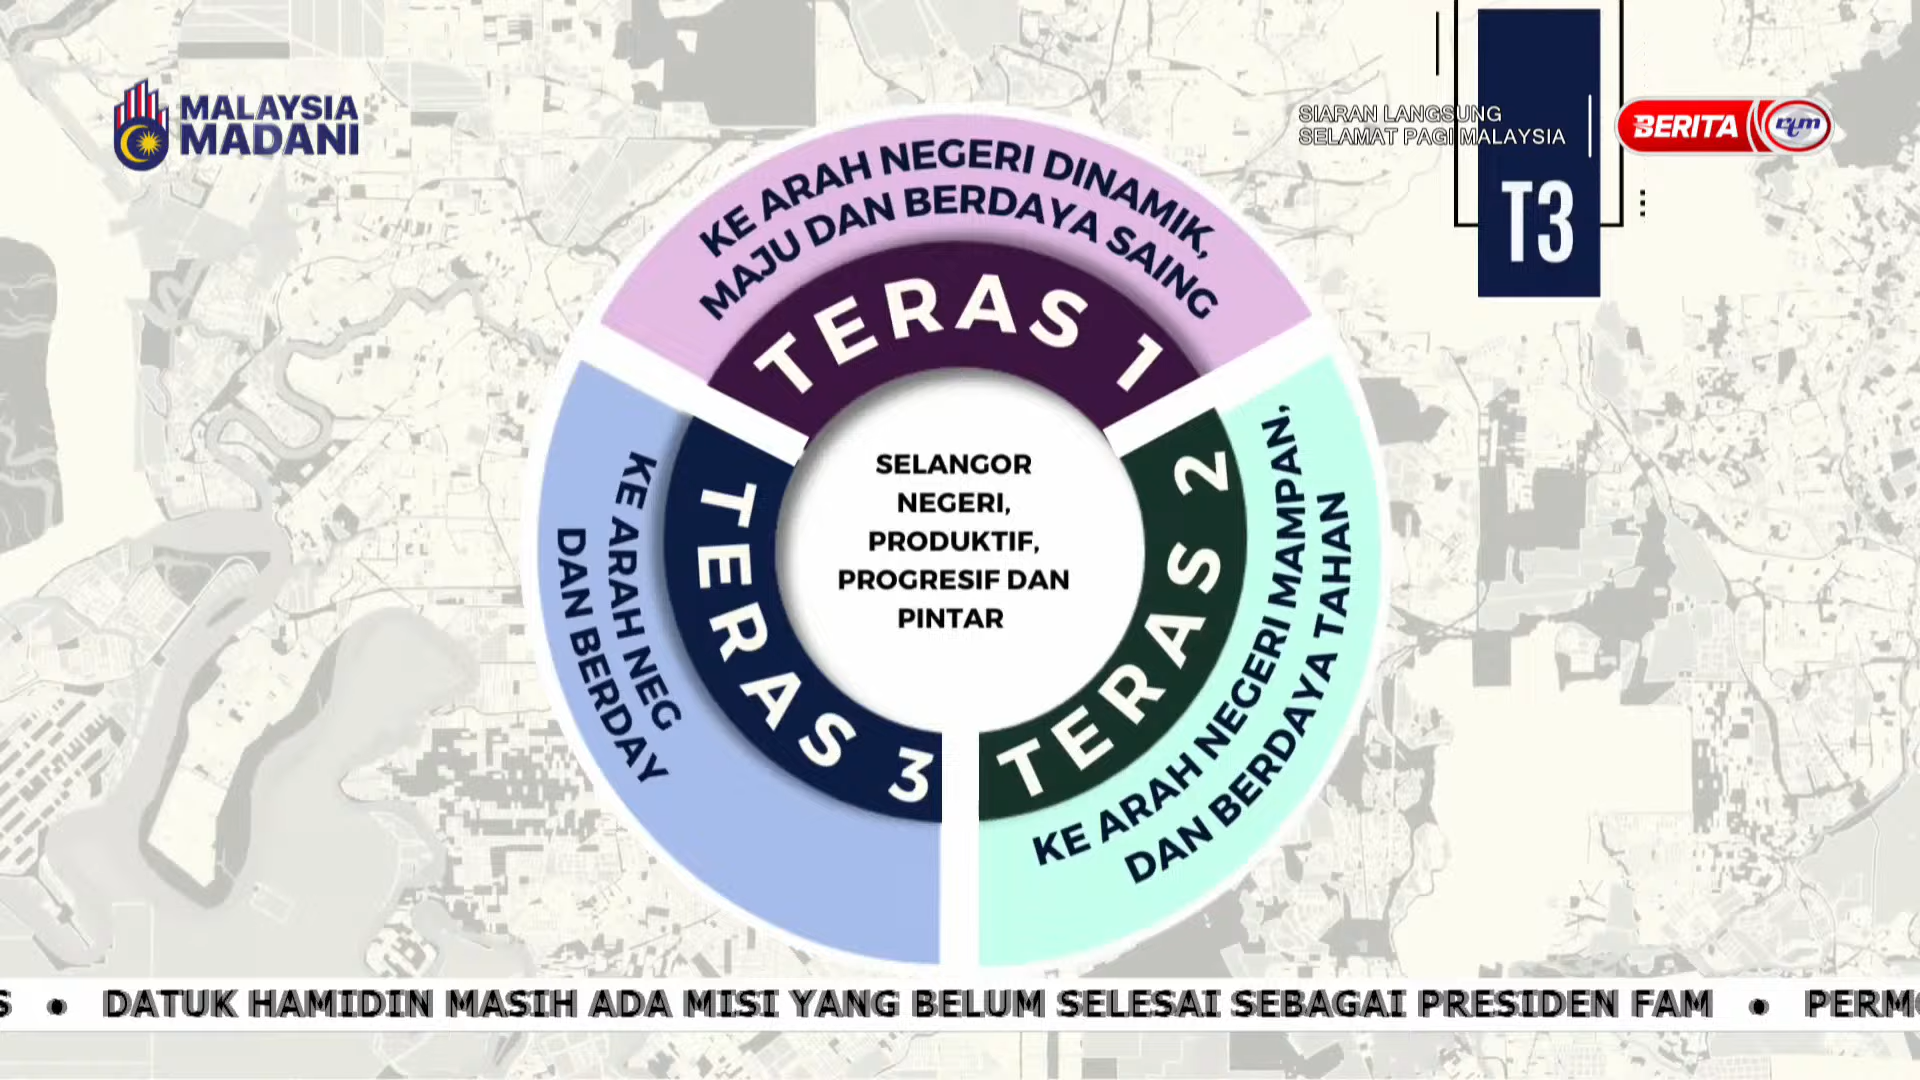 MALAYSIA
MADANI
SIARAN LANGSUNG
SELAMAT PAGI MALAYSIA
BERITA rtm
T3
KE ARAH NEGERI DINAMIK,
MAJU DAN BERDAYA SAING
TERAS 1
SELANGOR
NEGERI,
PRODUKTIF,
PROGRESIF DAN
PINTAR
TERAS 2
KE ARAH NEGERI MAMPAN,
DAN BERDAYA TAHAN
TERAS 3
KE ARAH NEG
DAN BERDAY
S • DATUK HAMIDIN MASIH ADA MISI YANG BELUM SELESAI SEBAGAI PRESIDEN FAM •